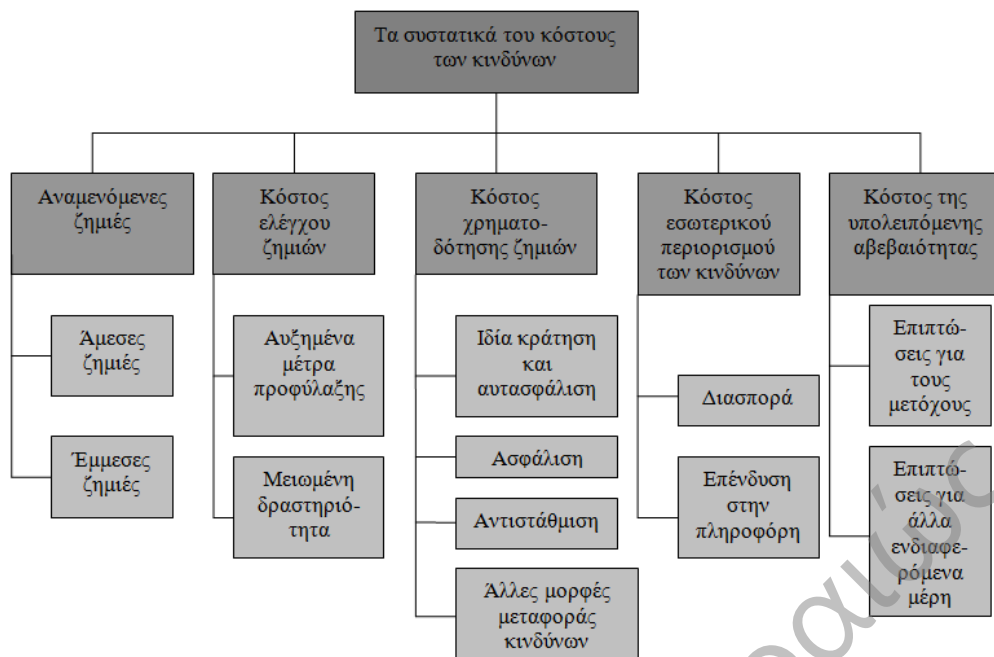 Τα συστατικά του κόστους
των κινδύνων
Αναμενόμενες
ζημιές
Άμεσες
ζημιές
Έμμεσες
ζημιές
Κόστος
ελέγχου
ζημιών
Αυξημένα
μέτρα
προφύλαξης
Μειωμένη
δραστηριό-
τητα
Κόστος
χρηματο-
δότησης ζημιών
Ιδία κράτηση
και
αυτασφάλιση
Ασφάλιση
Αντιστάθμιση
Άλλες μορφές
μεταφοράς
κινδύνων
Κόστος
εσωτερικού
περιορισμού
των κινδύνων
Διασπορά
Επένδυση
στην
πληροφόρη
Κόστος της
υπολειπόμενης
αβεβαιότητας
Επιπτώ-
σεις για
τους
μετόχους
Επιπτώ-
σεις για
άλλα
ενδιαφε-
ρόμενα
μέρη